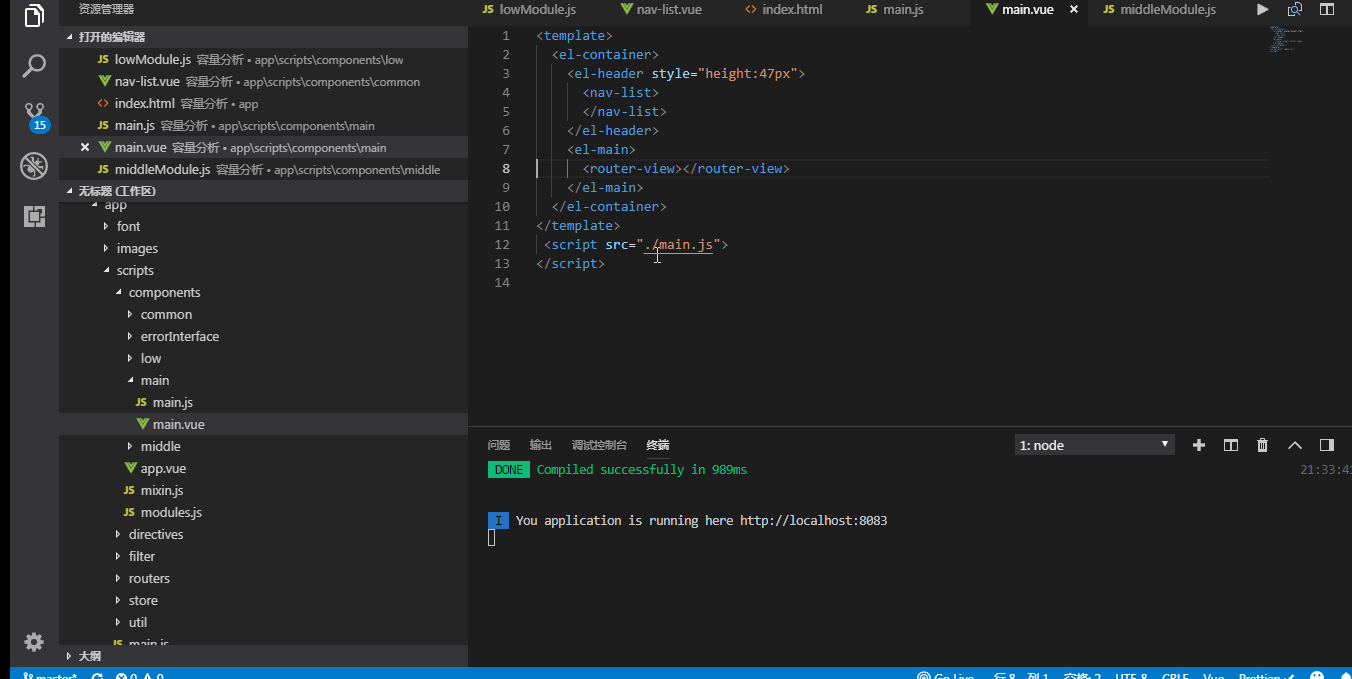 资源管理器
打开的编辑器
JS lowModule.js 容量分析 • app\scripts\components\low
nav-list.vue 容量分析 • app\scripts\components\common
<> index.html 容量分析 • app
JS main.js 容量分析 • app\scripts\components\main
× main.vue 容量分析 • app\scripts\components\main
JS middleModule.js 容量分析 • app\scripts\components\middle
无标题 (工作区)
app
font
images
scripts
components
common
errorInterface
low
main
JS main.js
main.vue
middle
app.vue
JS mixin.js
JS modules.js
directives
filter
routers
store
util
JS main.js
大纲
15
JS lowModule.js nav-list.vue <> index.html JS main.js main.vue × JS middleModule.js
1 <template>
2 <el-container>
3 <el-header style="height:47px">
4 <nav-list>
5 </nav-list>
6 </el-header>
7 <el-main>
8 <router-view></router-view>
9 </el-main>
10 </el-container>
11 </template>
12 <script src="./main.js">
13 </script>
14
问题 输出 调试控制台 终端 1: node
DONE Compiled successfully in 989ms 21:33:41
I You application is running here http://localhost:8083
master* 0 0 Go Live 行 8，列 1 空格: 2 UTF-8 CRLF Vue Prettier: ✓